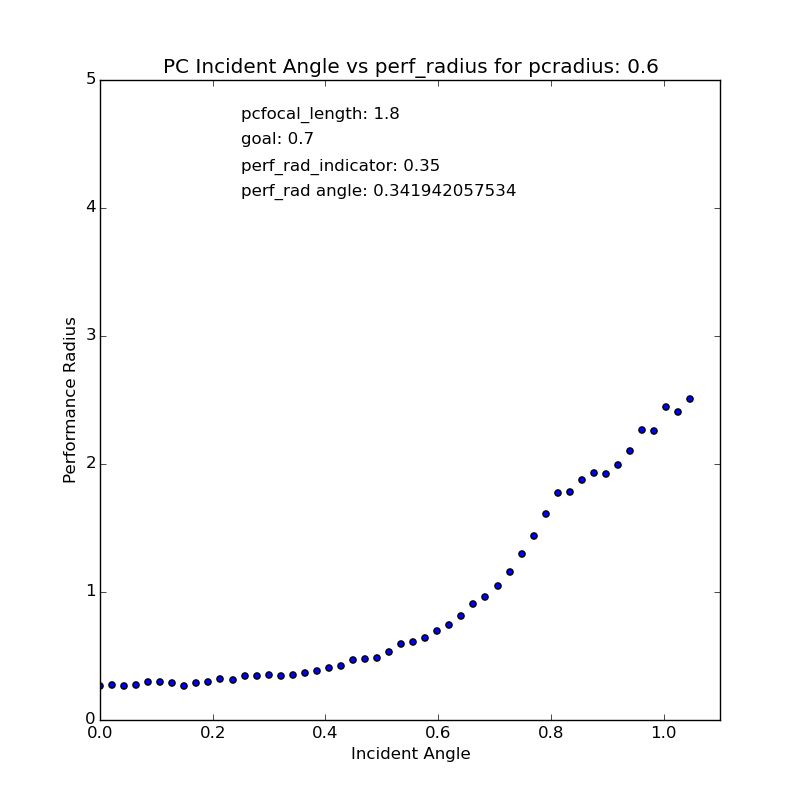 PC Incident Angle vs perf_radius for pcradius: 0.6
pcfocal_length: 1.8
goal: 0.7
perf_rad_indicator: 0.35
perf_rad angle: 0.341942057534
5
4
3
2
1
0
Performance Radius
0.0 0.2 0.4 0.6 0.8 1.0
Incident Angle